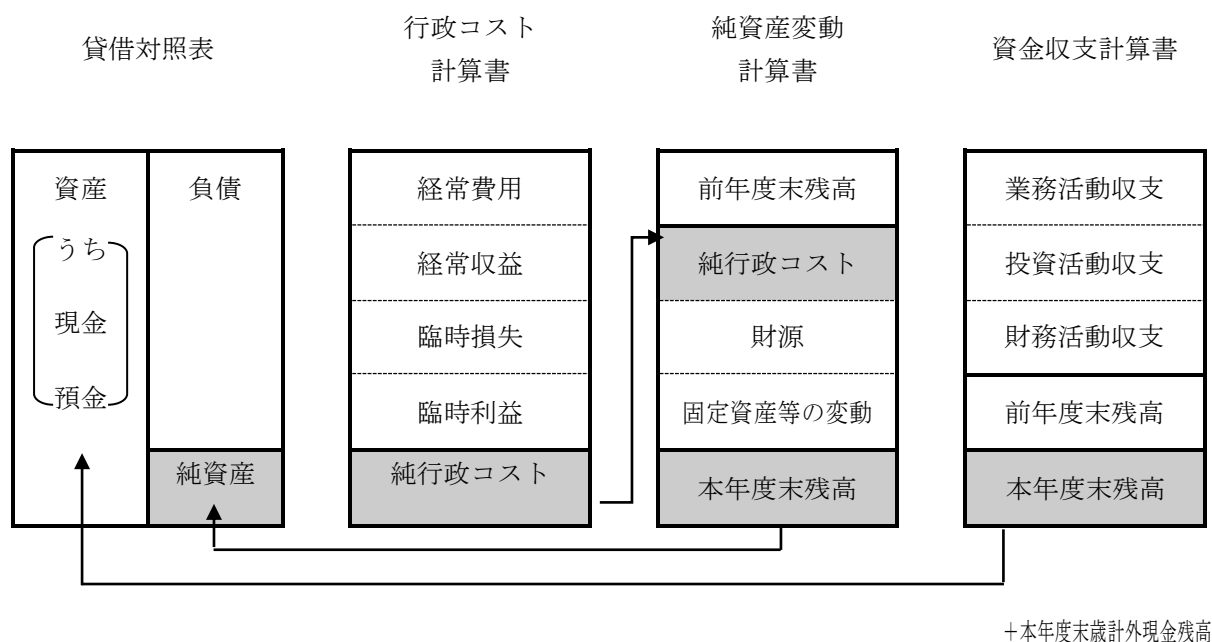 貸借対照表
行政コスト
計算書
純資産変動
計算書
資金収支計算書
資産
うち
現金
預金
負債
純資産
経常費用
経常収益
臨時損失
臨時利益
純行政コスト
前年度末残高
純行政コスト
財源
固定資産等の変動
本年度末残高
業務活動収支
投資活動収支
財務活動収支
前年度末残高
本年度末残高
＋本年度末歳計外現金残高